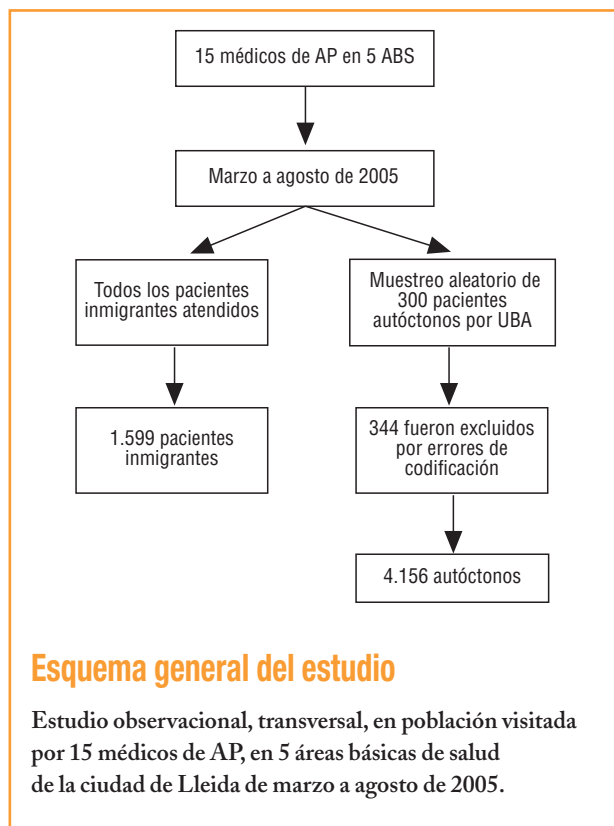 15 médicos de AP en 5 ABS
Marzo a agosto de 2005
Todos los pacientes
inmigrantes atendidos
Muestreo aleatorio de
300 pacientes
autóctonos por UBA
1.599 pacientes
inmigrantes
344 fueron excluidos
por errores de
codificación
4.156 autóctonos
Esquema general del estudio
Estudio observacional, transversal, en población visitada
por 15 médicos de AP, en 5 áreas básicas de salud
de la ciudad de Lleida de marzo a agosto de 2005.